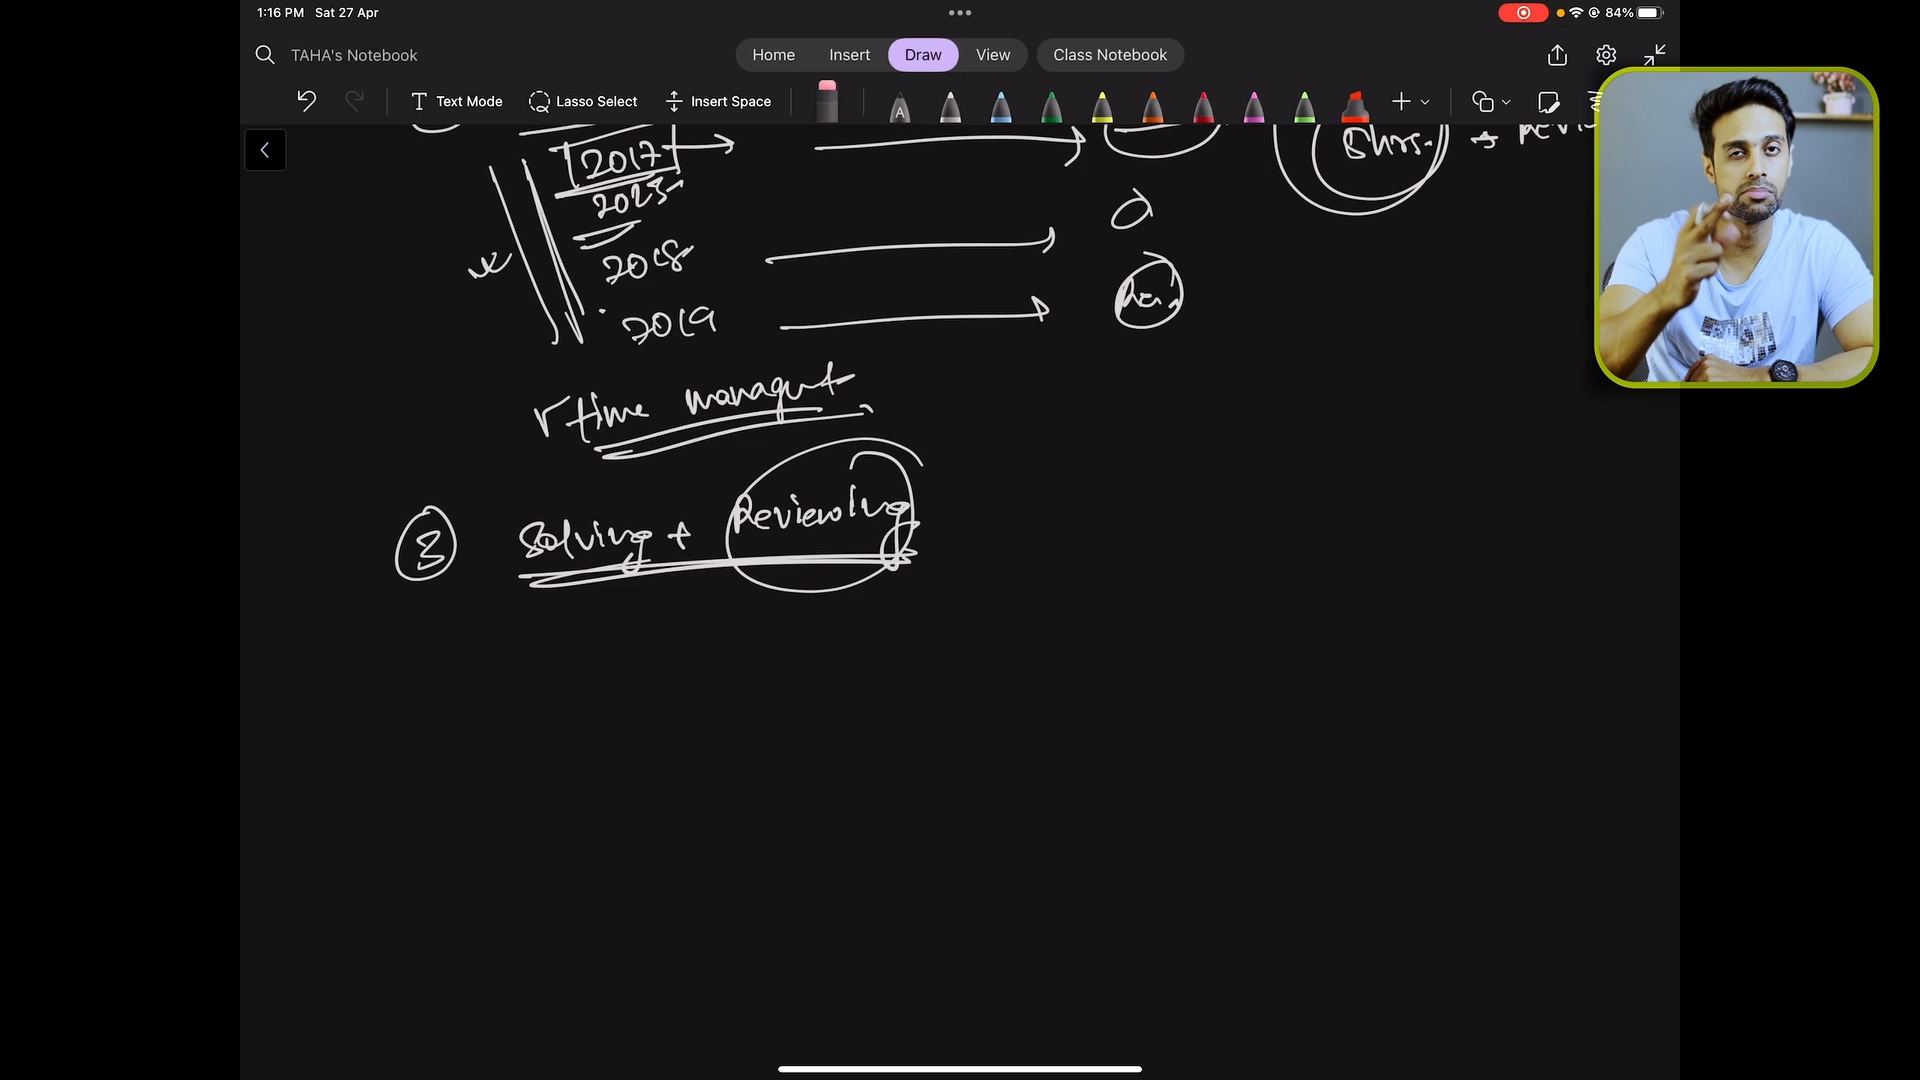 1:16 PM Sat 27 Apr
84%
TAHA's Notebook
Home Insert Draw View Class Notebook
Text Mode Lasso Select Insert Space
A
2017
5hrs.
2023
2018
2019
time
3 Solving + Reviewing